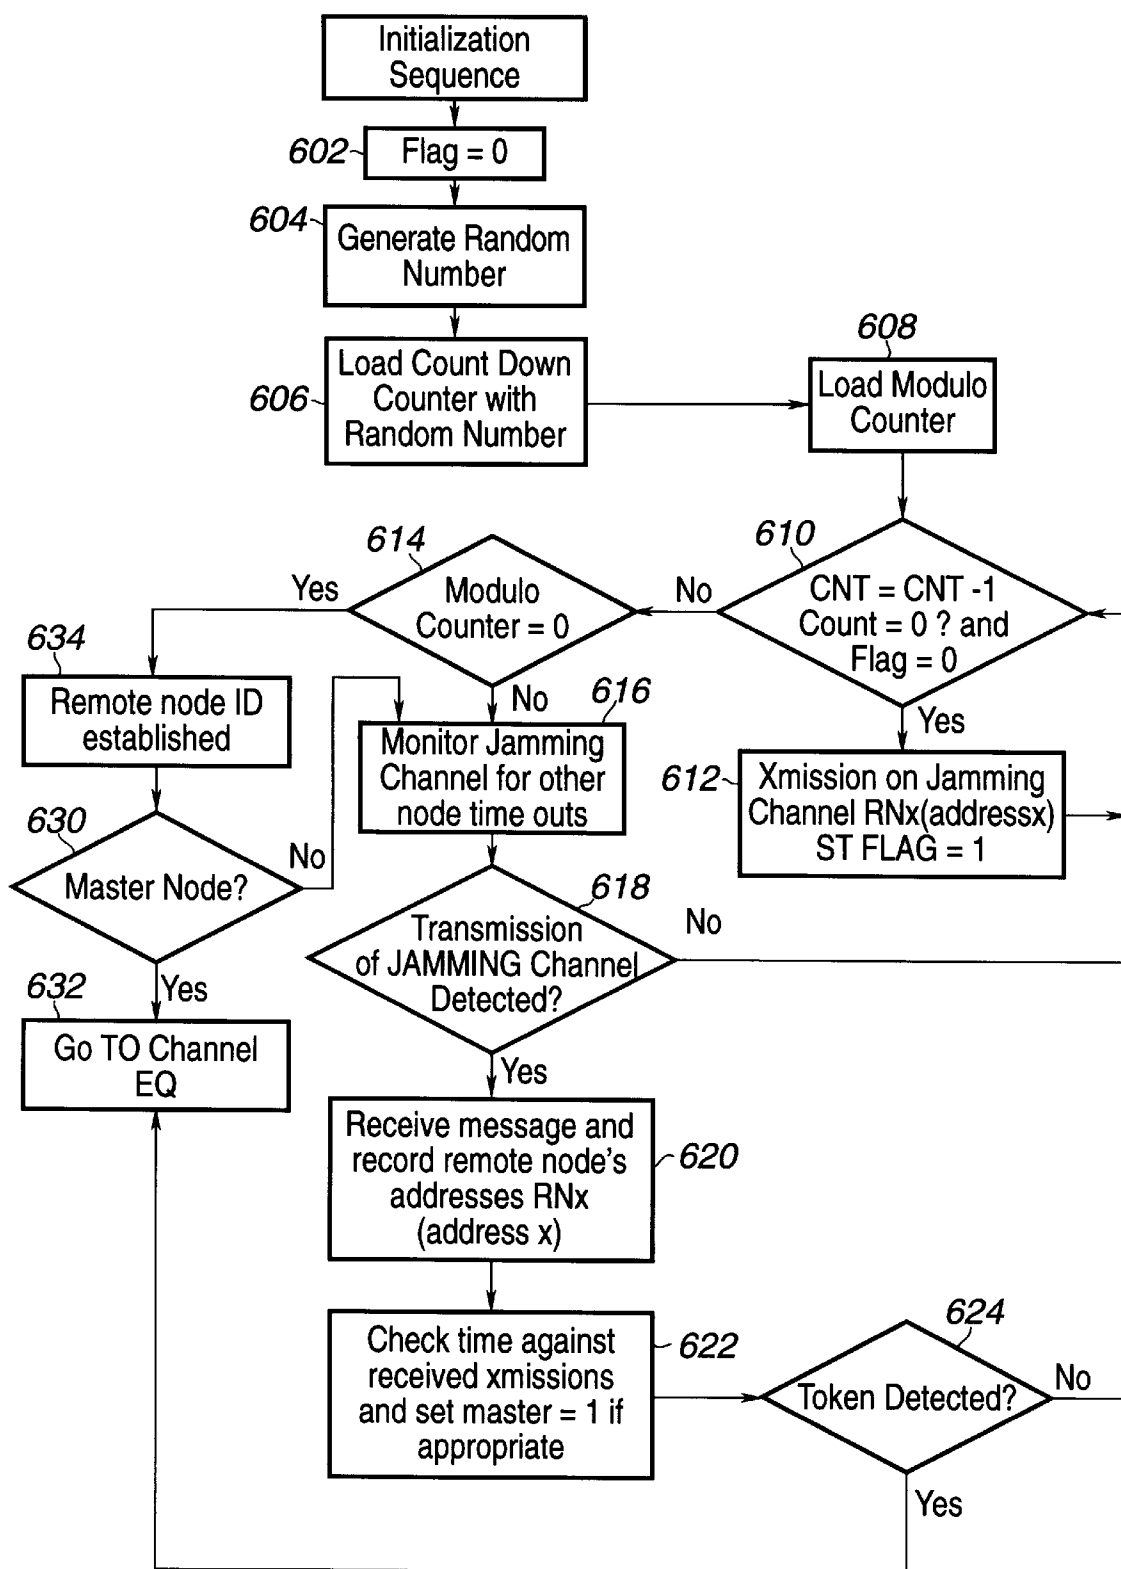 Initialization
Sequence
602
Flag = 0
604
Generate Random
Number
606
Load Count Down
Counter with
Random Number
608
Load Modulo
Counter
610
CNT = CNT -1
Count = 0 ? and
Flag = 0
No
Yes
612
Xmission on Jamming
Channel RNx(addressx)
ST FLAG = 1
614
Modulo
Counter = 0
Yes
No
634
Remote node ID
established
616
Monitor Jamming
Channel for other
node time outs
630
Master Node?
No
Yes
618
Transmission
of JAMMING Channel
Detected?
No
Yes
632
Go TO Channel
EQ
620
Receive message and
record remote node's
addresses RNx
(address x)
622
Check time against
received xmissions
and set master = 1 if
appropriate
624
Token Detected?
No
Yes